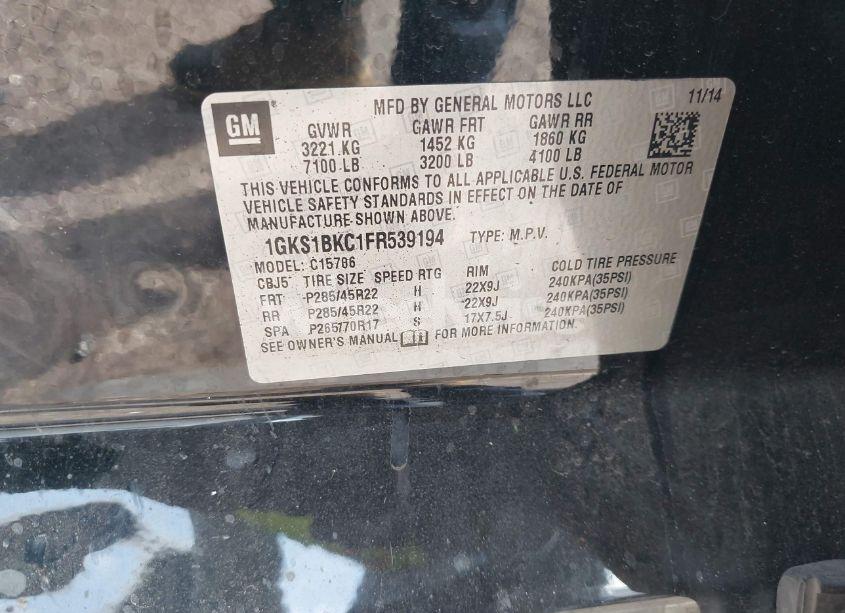 GM
MFD BY GENERAL MOTORS LLC 11/14
GVWR GAWR FRT GAWR RR
3221 KG 1452 KG 1860 KG
7100 LB 3200 LB 4100 LB
THIS VEHICLE CONFORMS TO ALL APPLICABLE U.S. FEDERAL MOTOR
VEHICLE SAFETY STANDARDS IN EFFECT ON THE DATE OF
MANUFACTURE SHOWN ABOVE.
1GKS1BKC1FR539194 TYPE: M.P.V.
MODEL: C15786
CBJ5 TIRE SIZE SPEED RTG RIM COLD TIRE PRESSURE
FRT P285/45R22 H 22X9J 240KPA(35PSI)
RR P285/45R22 H 22X9J 240KPA(35PSI)
SPA P265/70R17 S 17X7.5J 240KPA(35PSI)
SEE OWNER'S MANUAL FOR MORE INFORMATION.